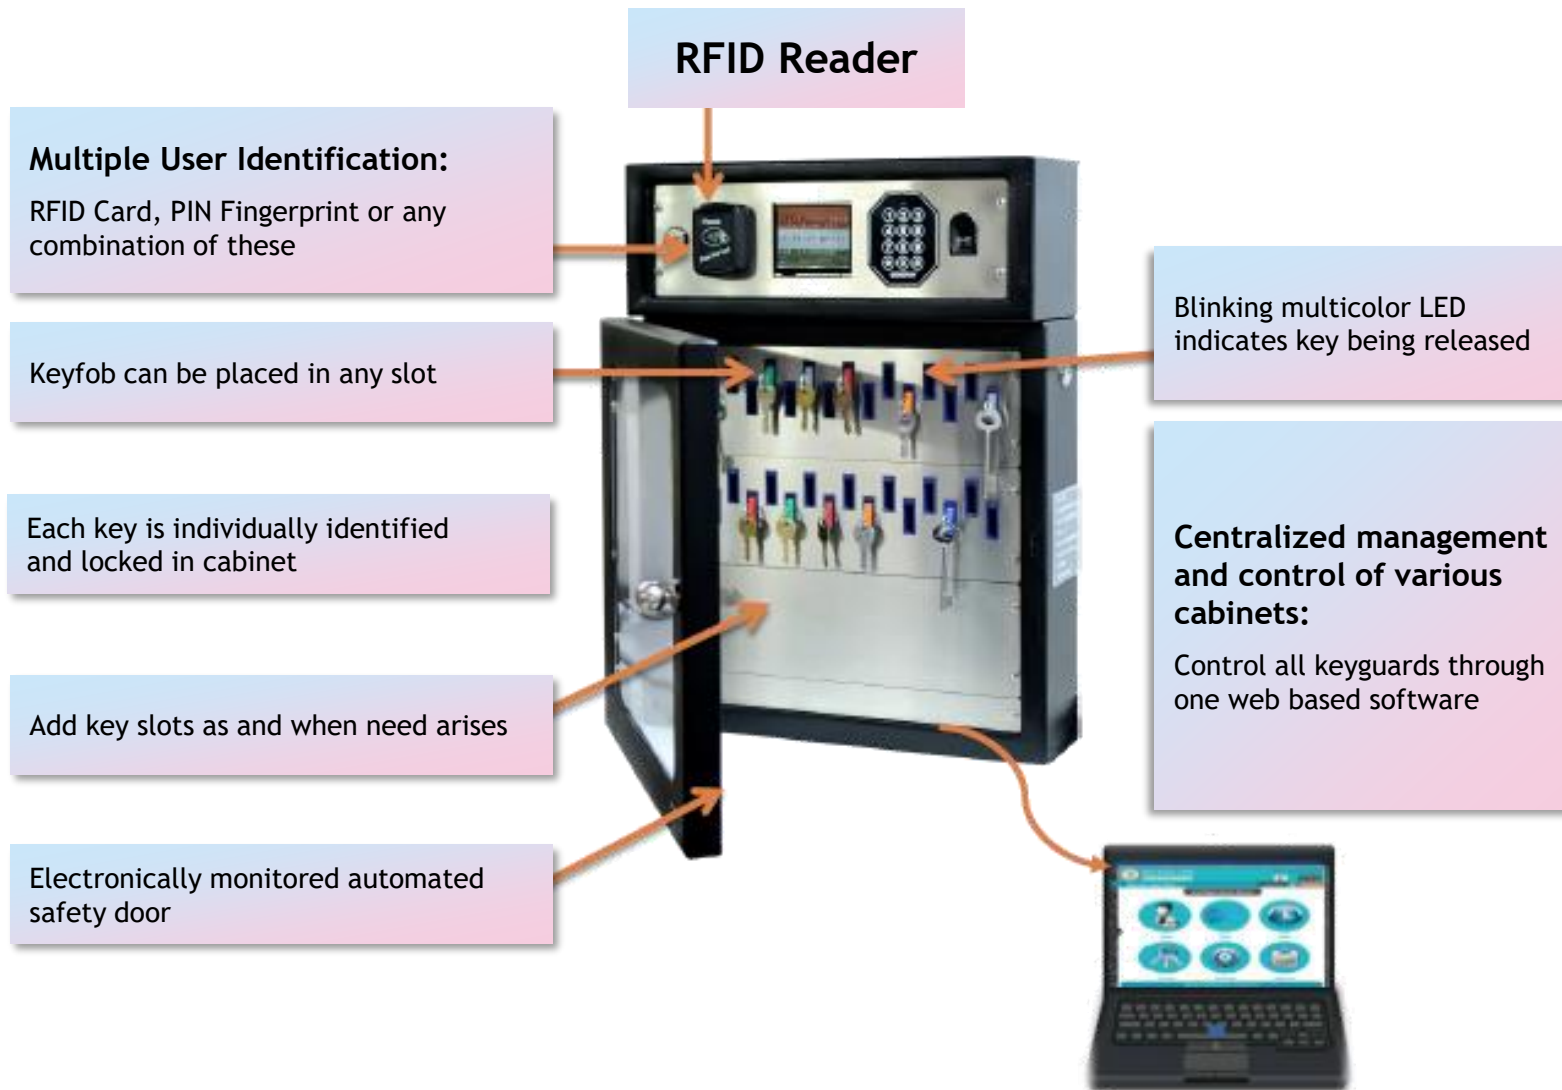 RFID Reader
Multiple User Identification:
RFID Card, PIN Fingerprint or any
combination of these
Keyfob can be placed in any slot
Each key is individually identified
and locked in cabinet
Add key slots as and when need arises
Electronically monitored automated
safety door
Blinking multicolor LED
indicates key being released
Centralized management
and control of various
cabinets:
Control all keyguards through
one web based software